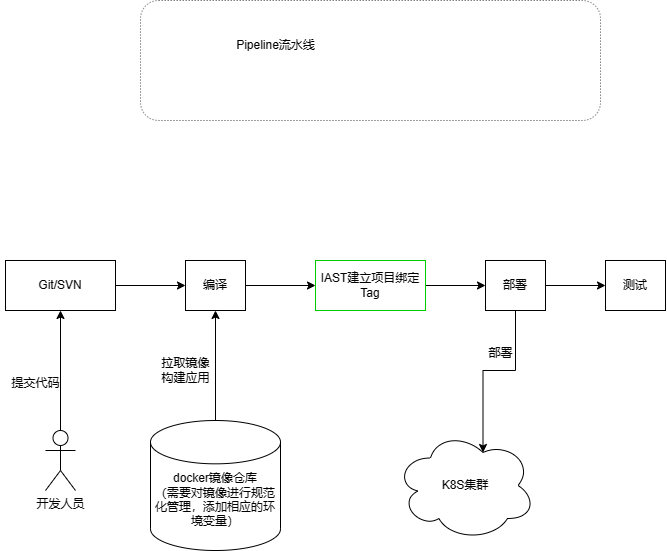 Pipeline流水线
Git/SVN
编译
IAST建立项目绑定
Tag
部署
测试
提交代码
拉取镜像
构建应用
部署
开发人员
docker镜像仓库
（需要对镜像进行规范
化管理，添加相应的环
境变量）
K8S集群